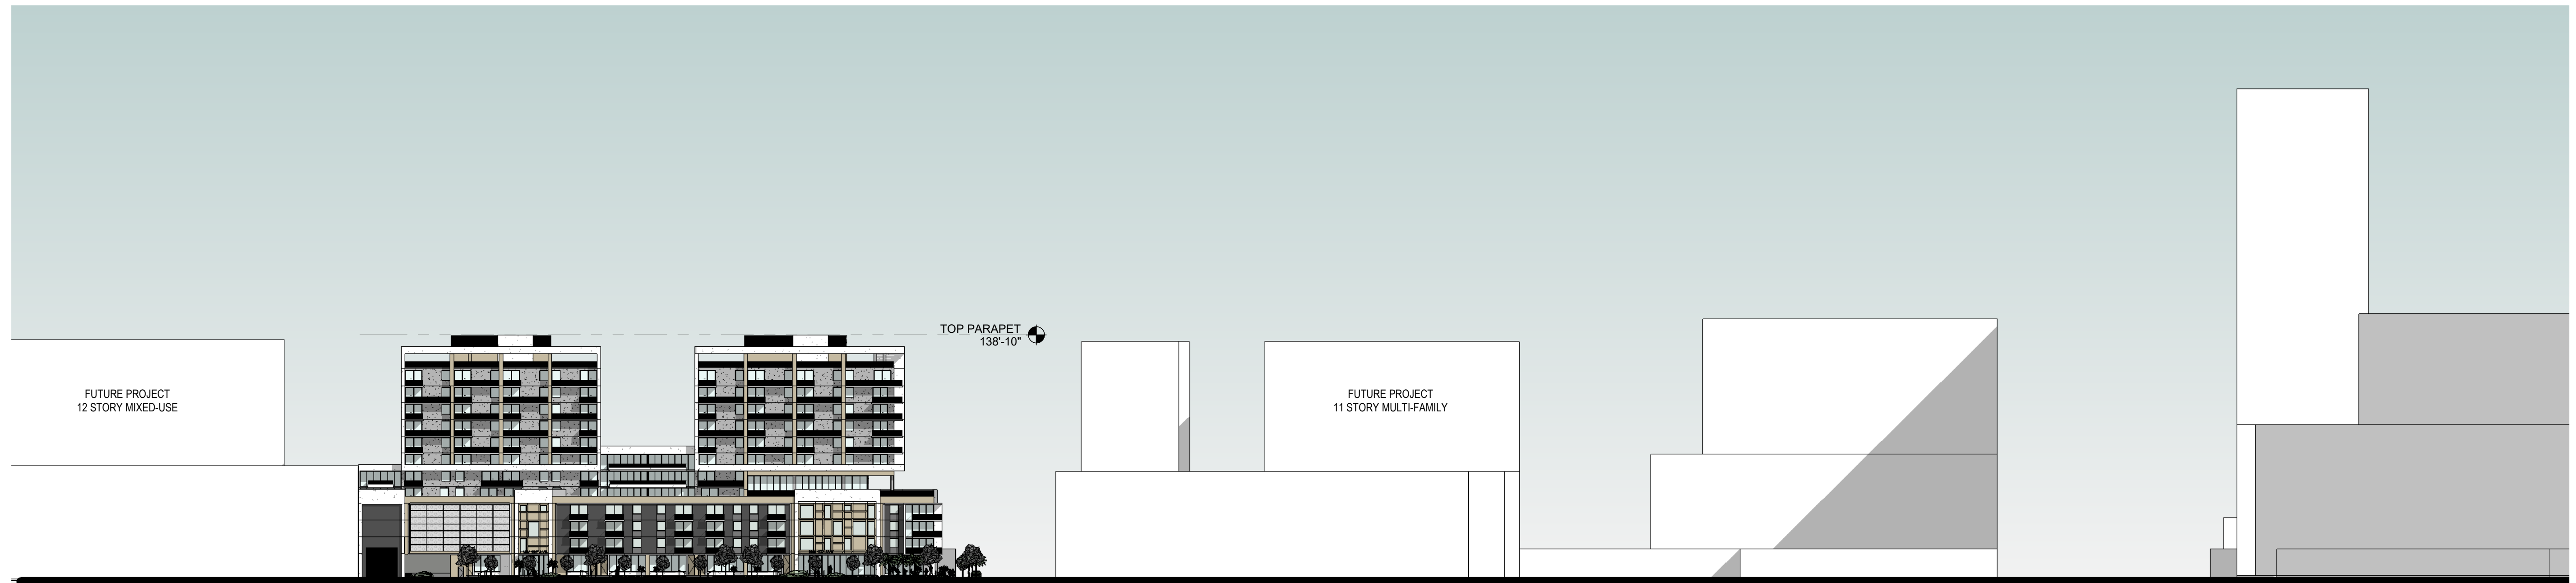 FUTURE PROJECT
12 STORY MIXED-USE
TOP PARAPET
138'-10"
FUTURE PROJECT
11 STORY MULTI-FAMILY